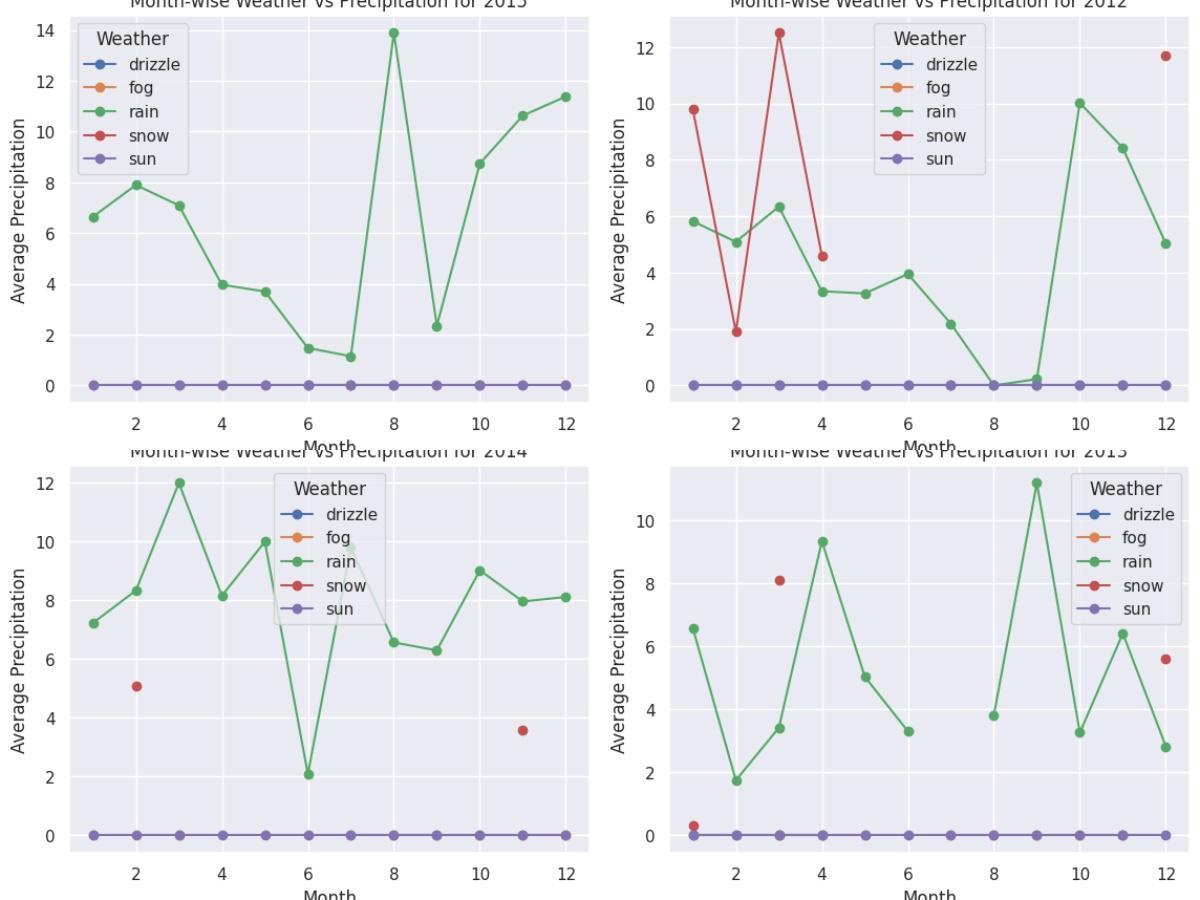 Month-wise Weather vs Precipitation for 2015
14
12
10
8
6
4
2
0
Average Precipitation
Weather
drizzle
fog
rain
snow
sun
2 4 6 8 10 12
Month
Month-wise Weather vs Precipitation for 2012
12
10
8
6
4
2
0
Average Precipitation
Weather
drizzle
fog
rain
snow
sun
2 4 6 8 10 12
Month
Month-wise Weather vs Precipitation for 2014
12
10
8
6
4
2
0
Average Precipitation
Weather
drizzle
fog
rain
snow
sun
2 4 6 8 10 12
Month
Month-wise Weather vs Precipitation for 2013
10
8
6
4
2
0
Average Precipitation
Weather
drizzle
fog
rain
snow
sun
2 4 6 8 10 12
Month